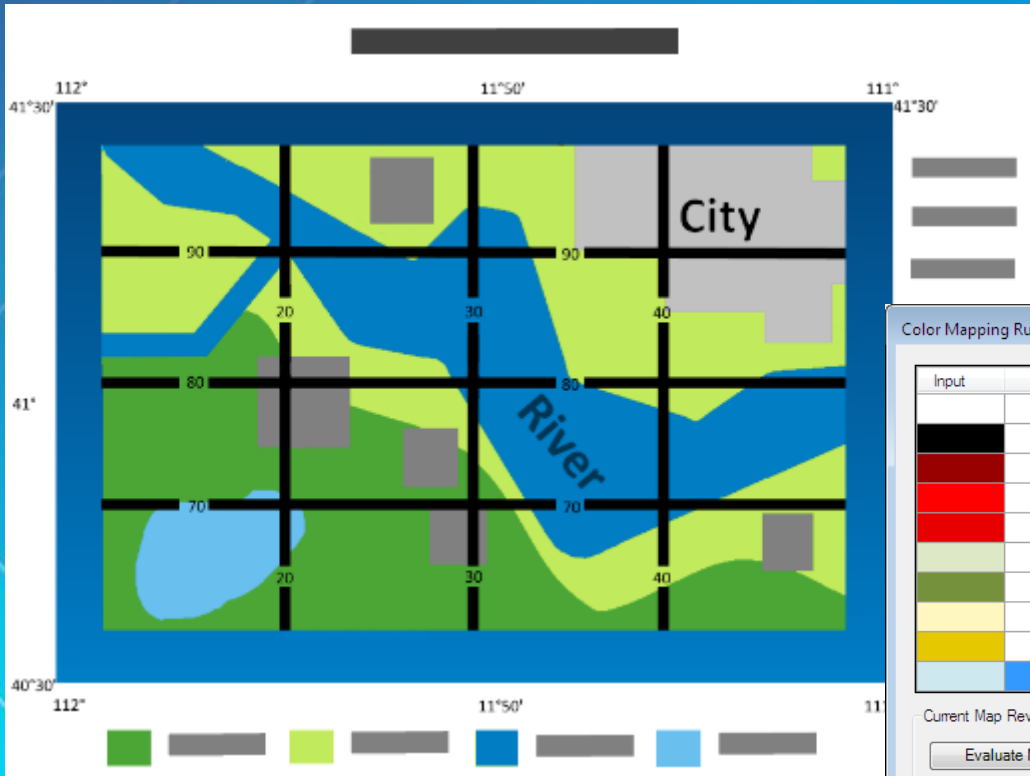 112° 11°50' 111°
41°30' 41°30'
City
90 90
20 30 40
Color Mapping Ru
Input
80 80
41°
River
70 70
20 30 40
40°30'
112° 11°50' 11
Current Map Rev
Evaluate